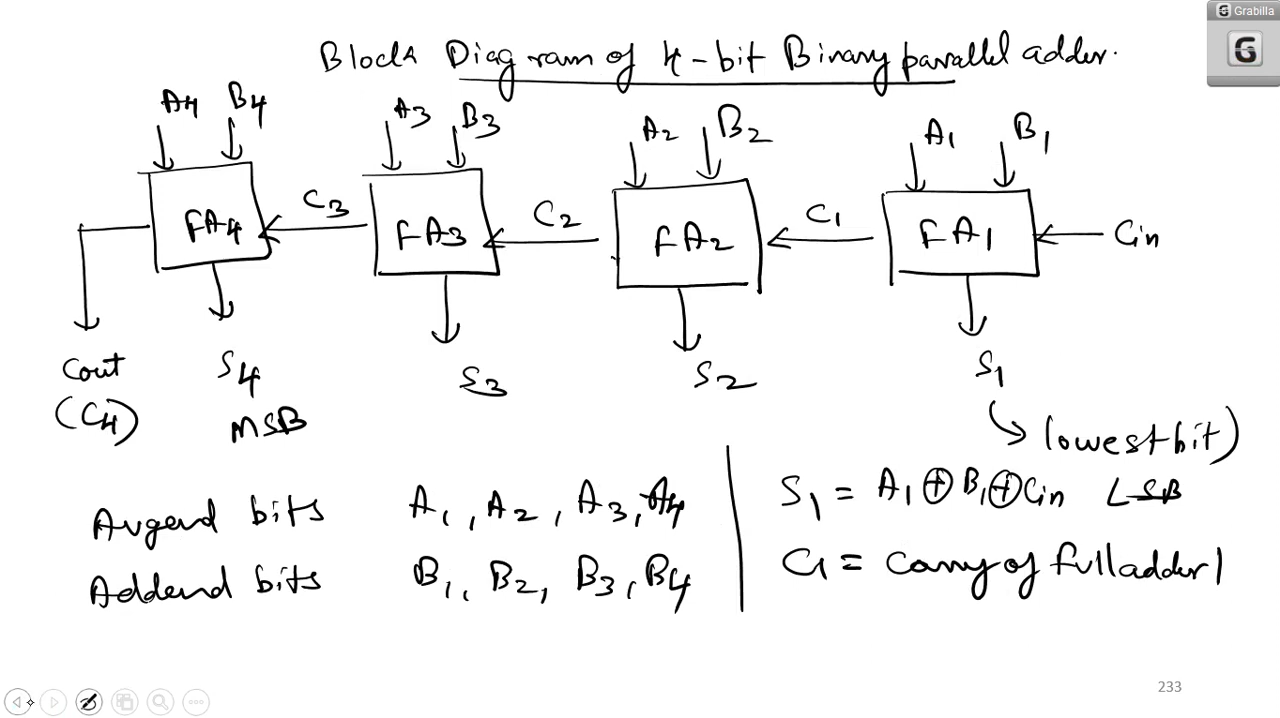 Grabilla
Block Diagram of 4-bit Binary parallel adder.
A4 B4 A3 B3 A2 B2 A1 B1
FA4 C3 FA3 C2 FA2 C1 FA1 Cin
Cout S4 S3 S2 S1
(C4) MSB (lowest bit)
Augend bits A1, A2, A3, A4
Addend bits B1, B2, B3, B4
S1 = A1 ⊕ B1 ⊕ Cin LSB
C1 = carry of full adder 1
233